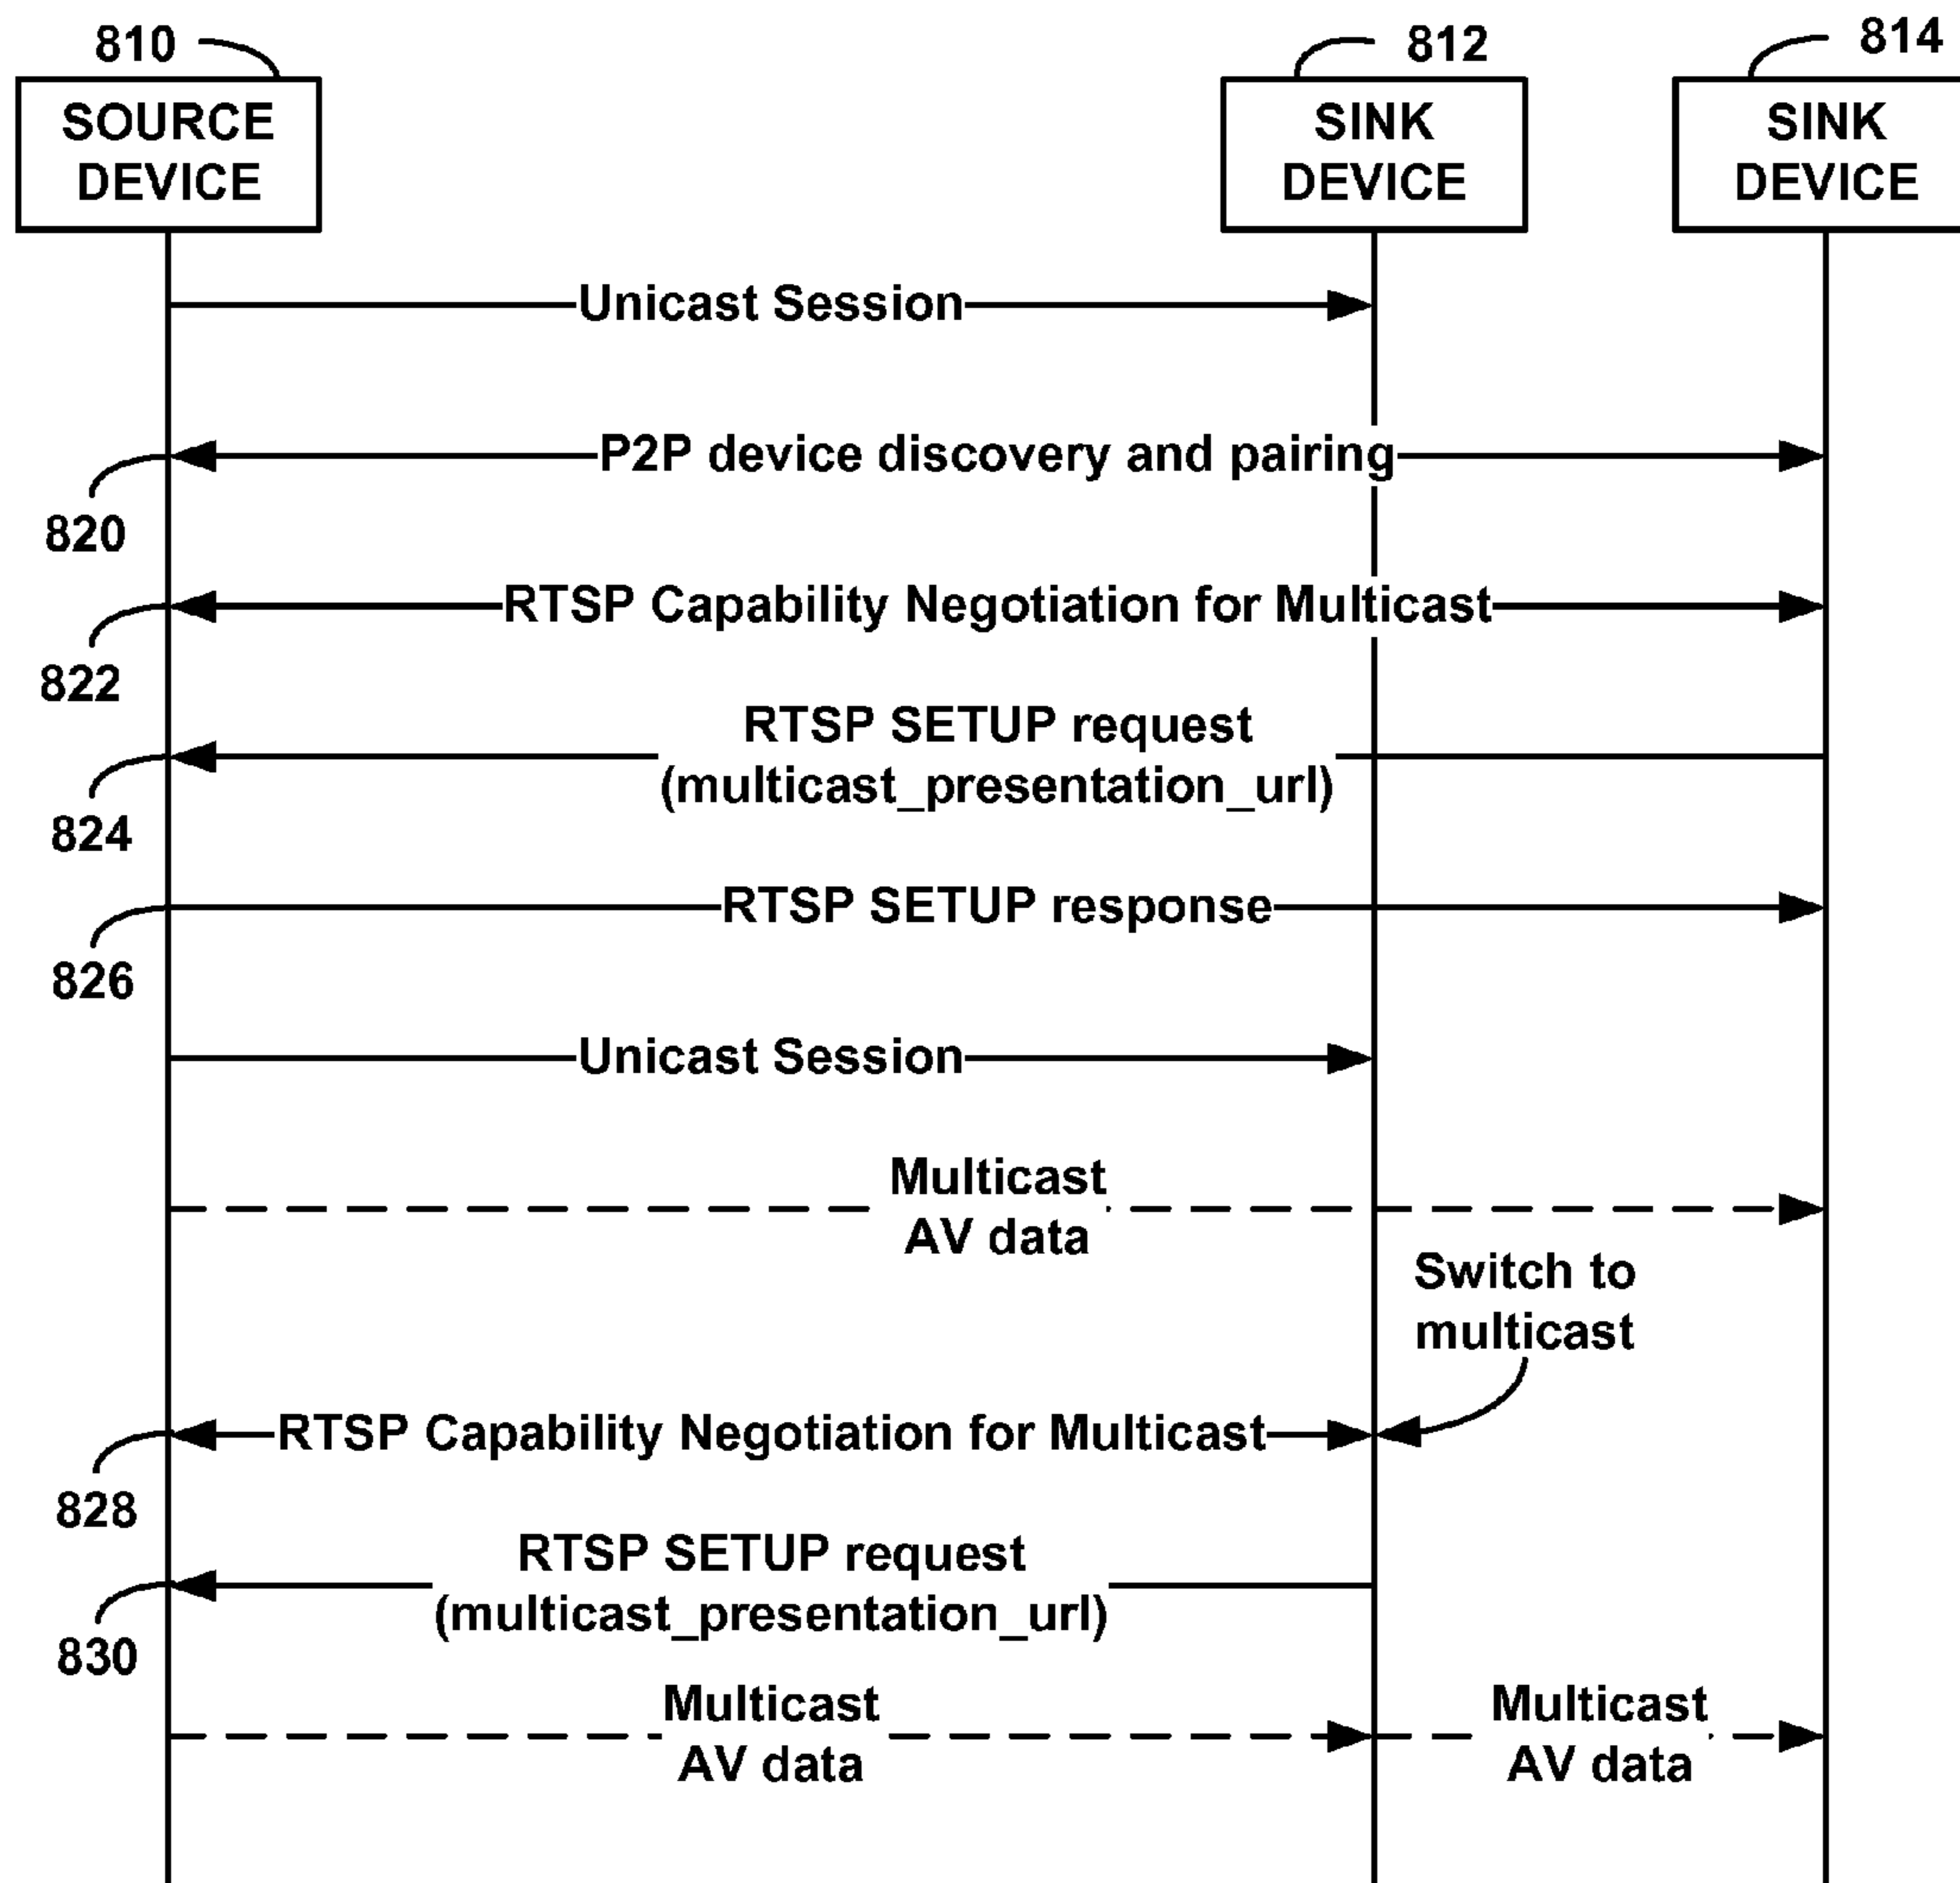 810
812
814
SOURCE
DEVICE
SINK
DEVICE
SINK
DEVICE
Unicast Session
P2P device discovery and pairing
820
RTSP Capability Negotiation for Multicast
822
RTSP SETUP request
(multicast_presentation_url)
824
RTSP SETUP response
826
Unicast Session
Multicast
AV data
Switch to
multicast
RTSP Capability Negotiation for Multicast
828
RTSP SETUP request
(multicast_presentation_url)
830
Multicast
AV data
Multicast
AV data